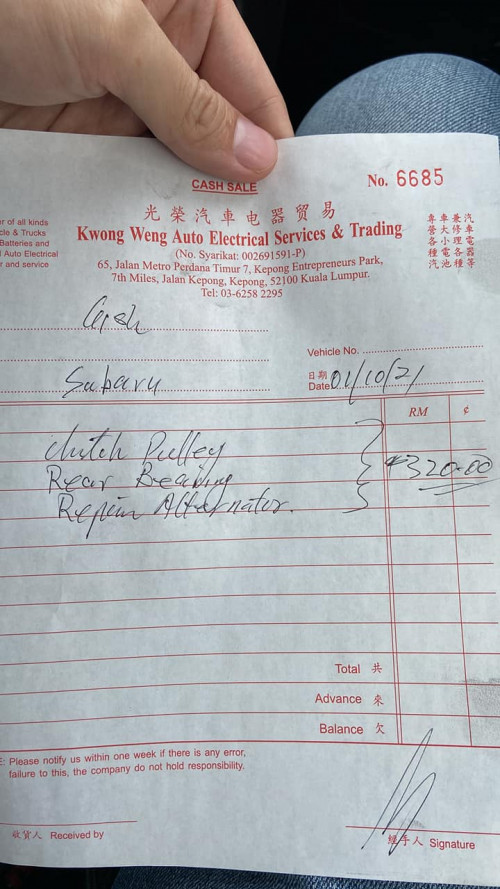 CASH SALE
No. 6685
光榮汽車电器贸易
Kwong Weng Auto Electrical Services & Trading
(No. Syarikat: 002691591-P)
65, Jalan Metro Perdana Timur 7, Kepong Entrepreneurs Park,
7th Miles, Jalan Kepong, Kepong, 52100 Kuala Lumpur.
Tel: 03-6258 2295
r of all kinds
cle & Trucks
Batteries and
l Auto Electrical
r and service
專車兼汽
營大修車
各小理電
種電各器
汽池種等
Cash
Vehicle No.
Subaru
日期
Date 01/10/21
RM ¢
Clutch Pulley
Rear Bearing
Repair Alternator.
320.00
Total 共
Advance 來
Balance 欠
E: Please notify us within one week if there is any error,
failure to this, the company do not hold responsibility.
收貨人 Received by
經手人 Signature